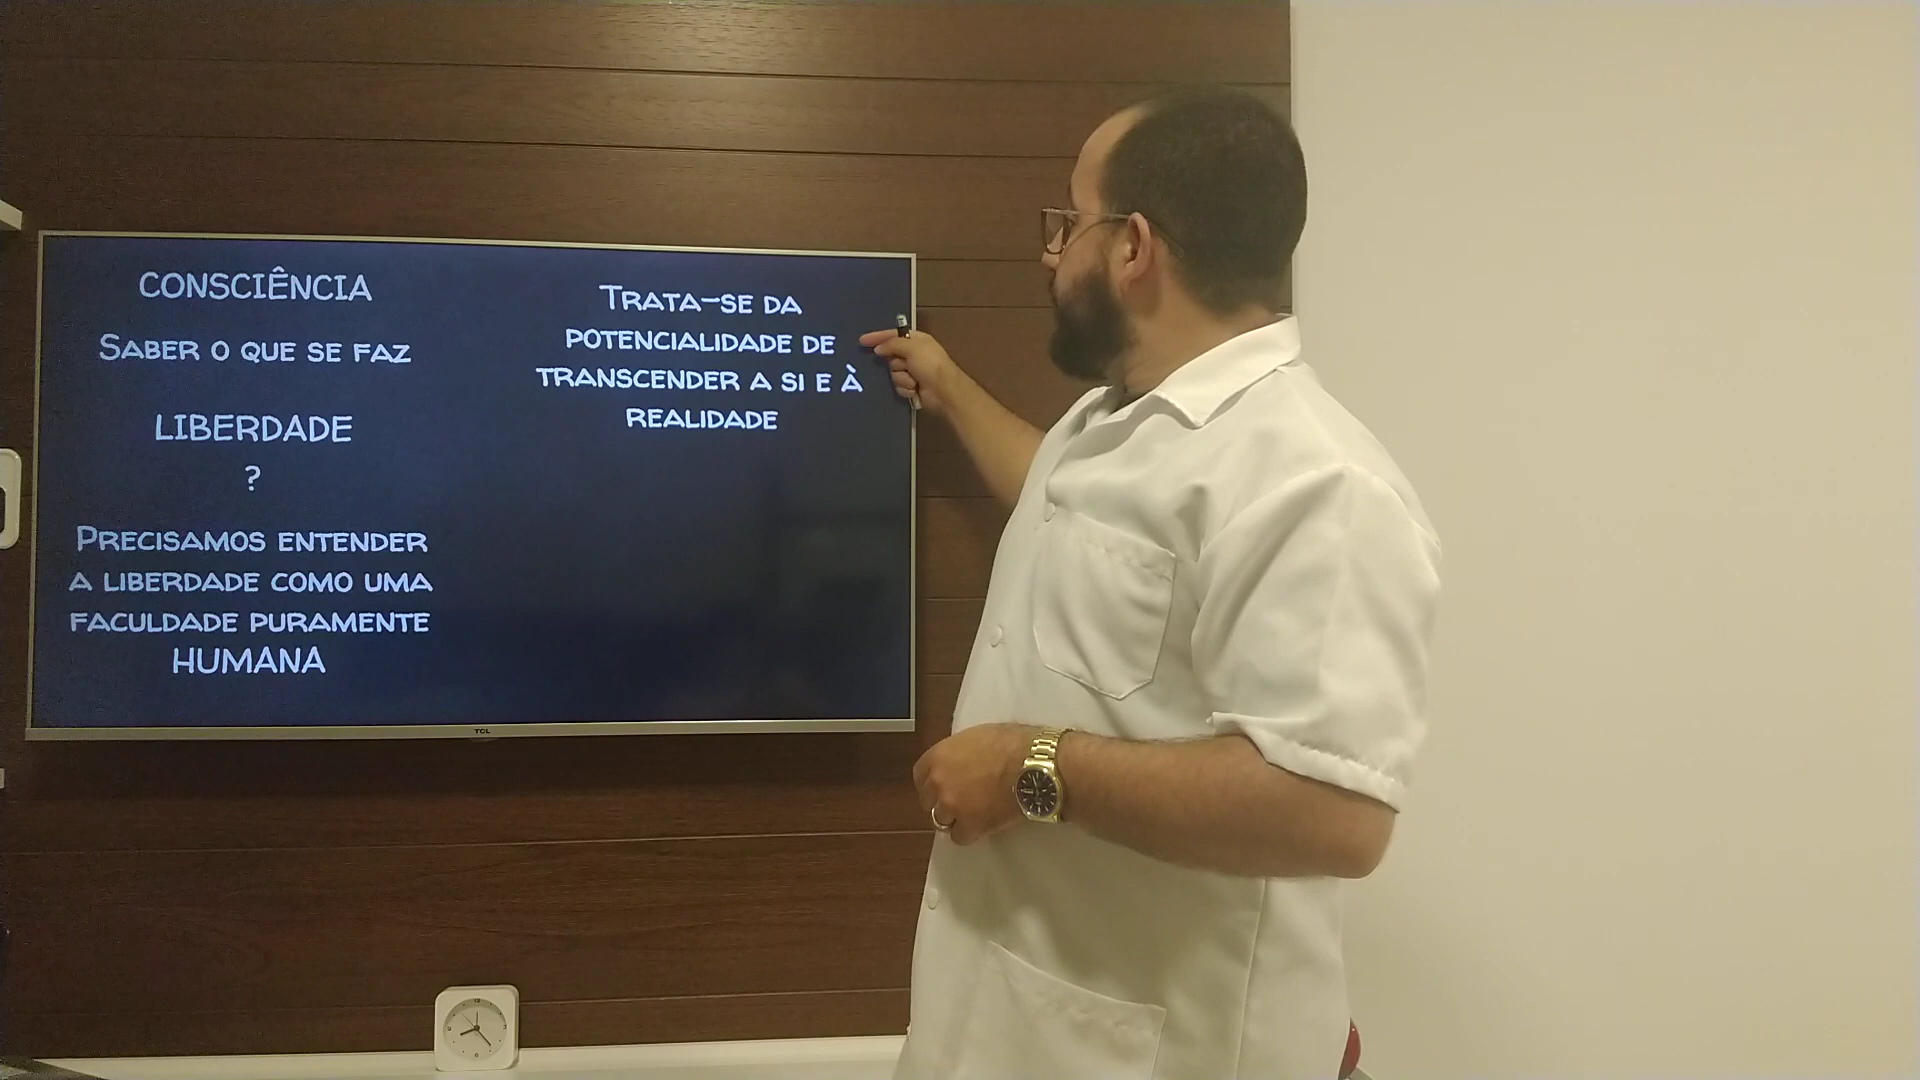 CONSCIÊNCIA
SABER O QUE SE FAZ
LIBERDADE
?
PRECISAMOS ENTENDER
A LIBERDADE COMO UMA
FACULDADE PURAMENTE
HUMANA
TRATA-SE DA
POTENCIALIDADE DE
TRANSCENDER A SI E À
REALIDADE
TCL